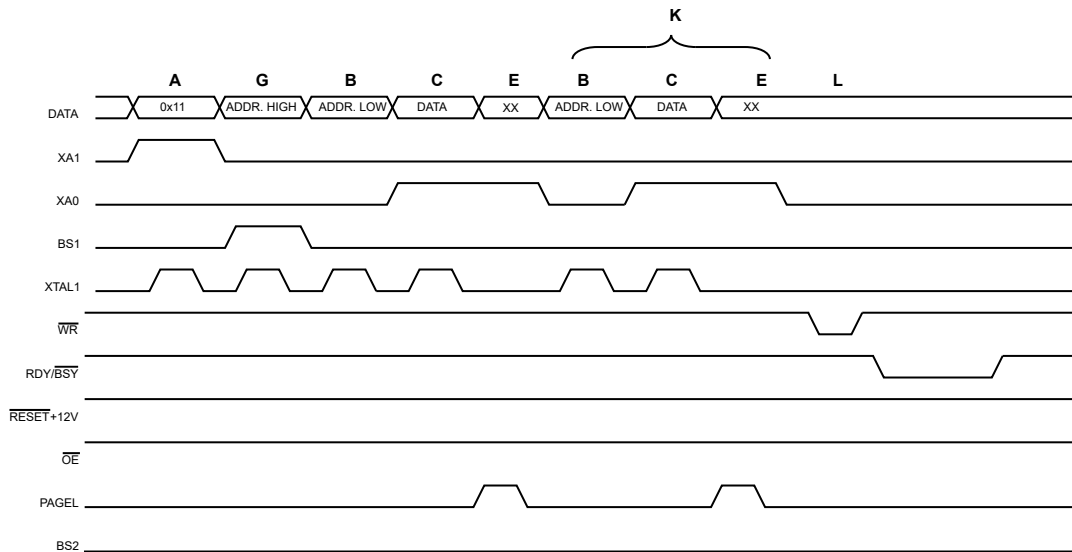 K
A G B C E B C E L
DATA 0x11 ADDR. HIGH ADDR. LOW DATA XX ADDR. LOW DATA XX
XA1
XA0
BS1
XTAL1
WR
RDY/BSY
RESET+12V
OE
PAGEL
BS2